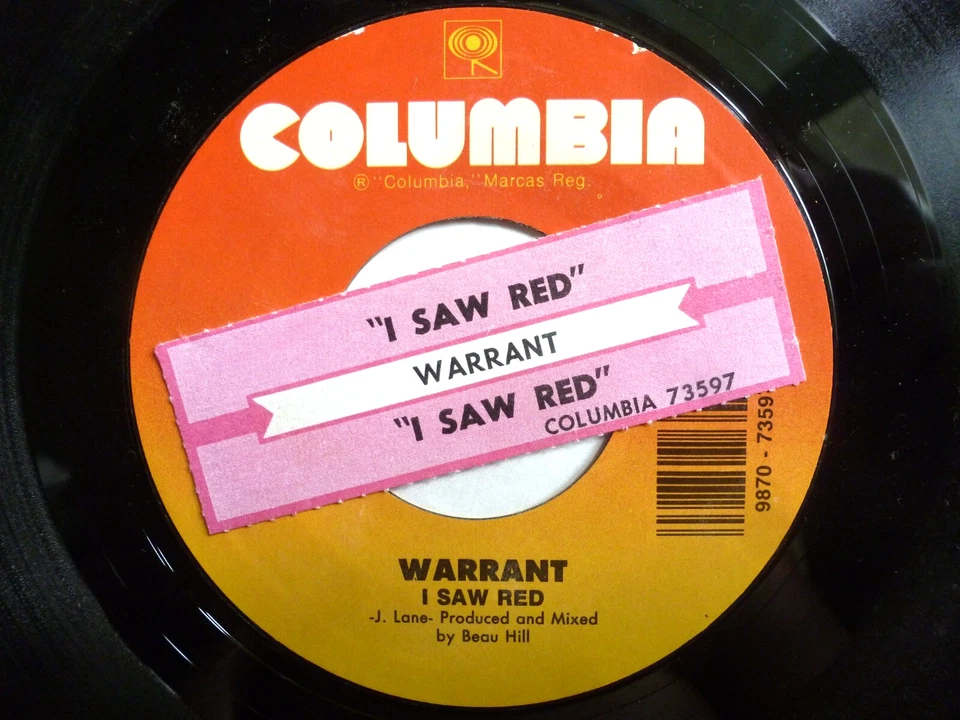 COLUMBIA
Ⓡ "Columbia," Marcas Reg.
"I SAW RED"
WARRANT
"I SAW RED"
COLUMBIA 73597
9870 - 7359
WARRANT
I SAW RED
-J. Lane- Produced and Mixed
by Beau Hill